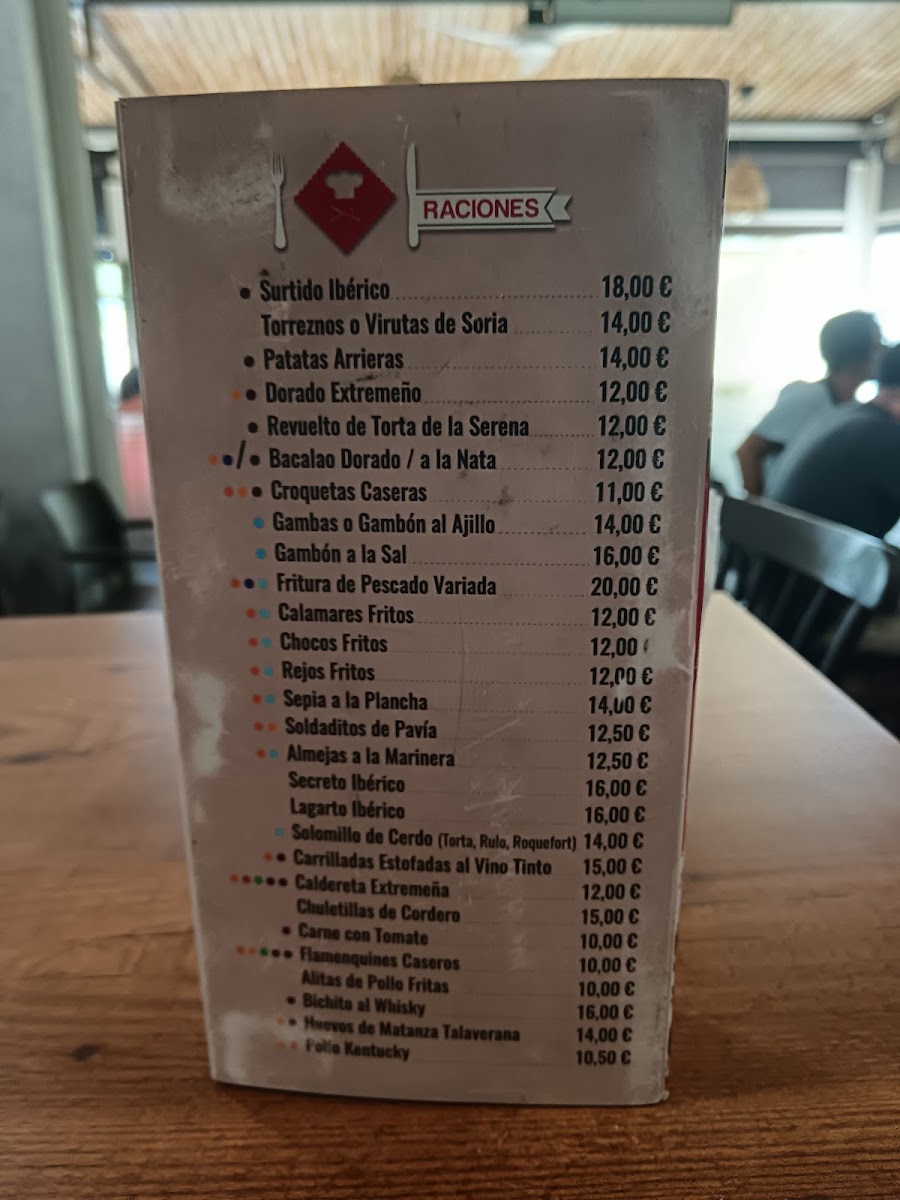 RACIONES
Surtido Ibérico 18,00 €
Torreznos o Virutas de Soria 14,00 €
Patatas Arrieras 14,00 €
Dorado Extremeño 12,00 €
Revuelto de Torta de la Serena 12,00 €
Bacalao Dorado / a la Nata 12,00 €
Croquetas Caseras 11,00 €
Gambas o Gambón al Ajillo 14,00 €
Gambón a la Sal 16,00 €
Fritura de Pescado Variada 20,00 €
Calamares Fritos 12,00 €
Chocos Fritos 12,00 €
Rejos Fritos 12,00 €
Sepia a la Plancha 14,00 €
Soldaditos de Pavía 12,50 €
Almejas a la Marinera 12,50 €
Secreto Ibérico 16,00 €
Lagarto Ibérico 16,00 €
Solomillo de Cerdo (Torta, Rulo, Roquefort) 14,00 €
Carrilladas Estofadas al Vino Tinto 15,00 €
Caldereta Extremeña 12,00 €
Chuletillas de Cordero 15,00 €
Carne con Tomate 10,00 €
Flamenquines Caseros 10,00 €
Alitas de Pollo Fritas 10,00 €
Bichito al Whisky 16,00 €
Huevos de Matanza Talaverana 14,00 €
Pollo Kentucky 10,50 €